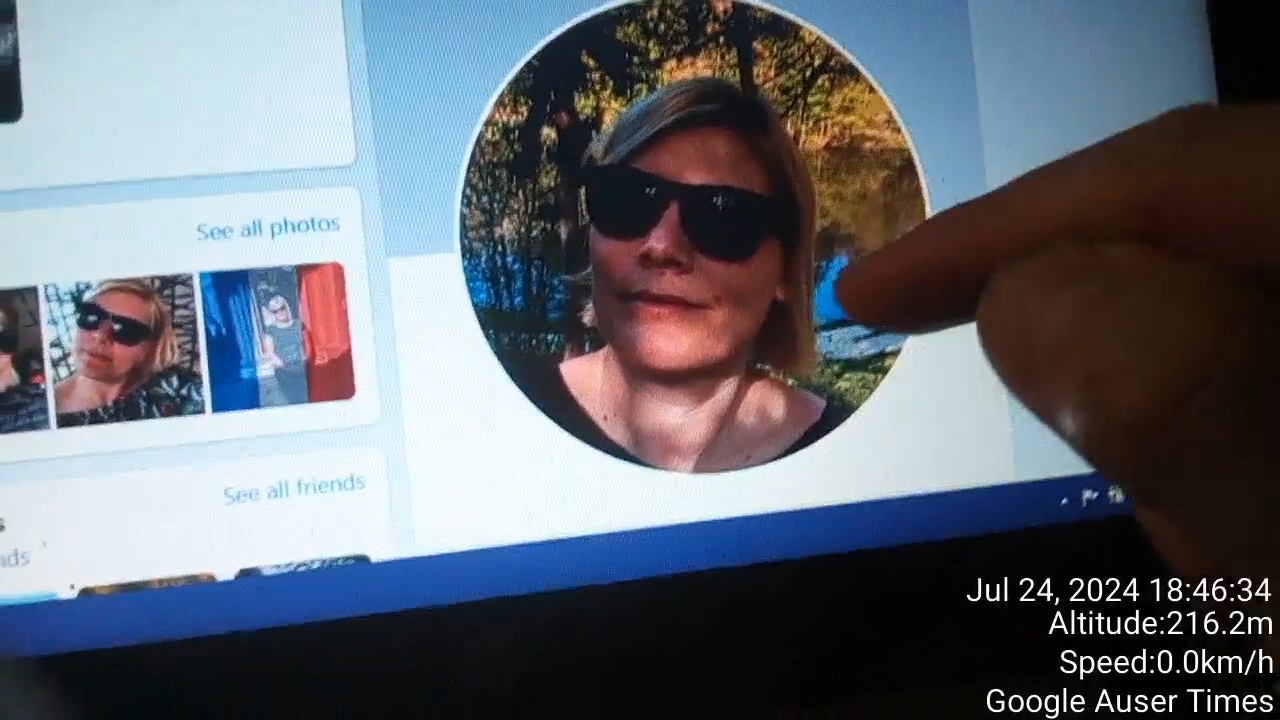 See all photos
See all friends
Jul 24, 2024 18:46:34
Altitude:216.2m
Speed:0.0km/h
Google Auser Times